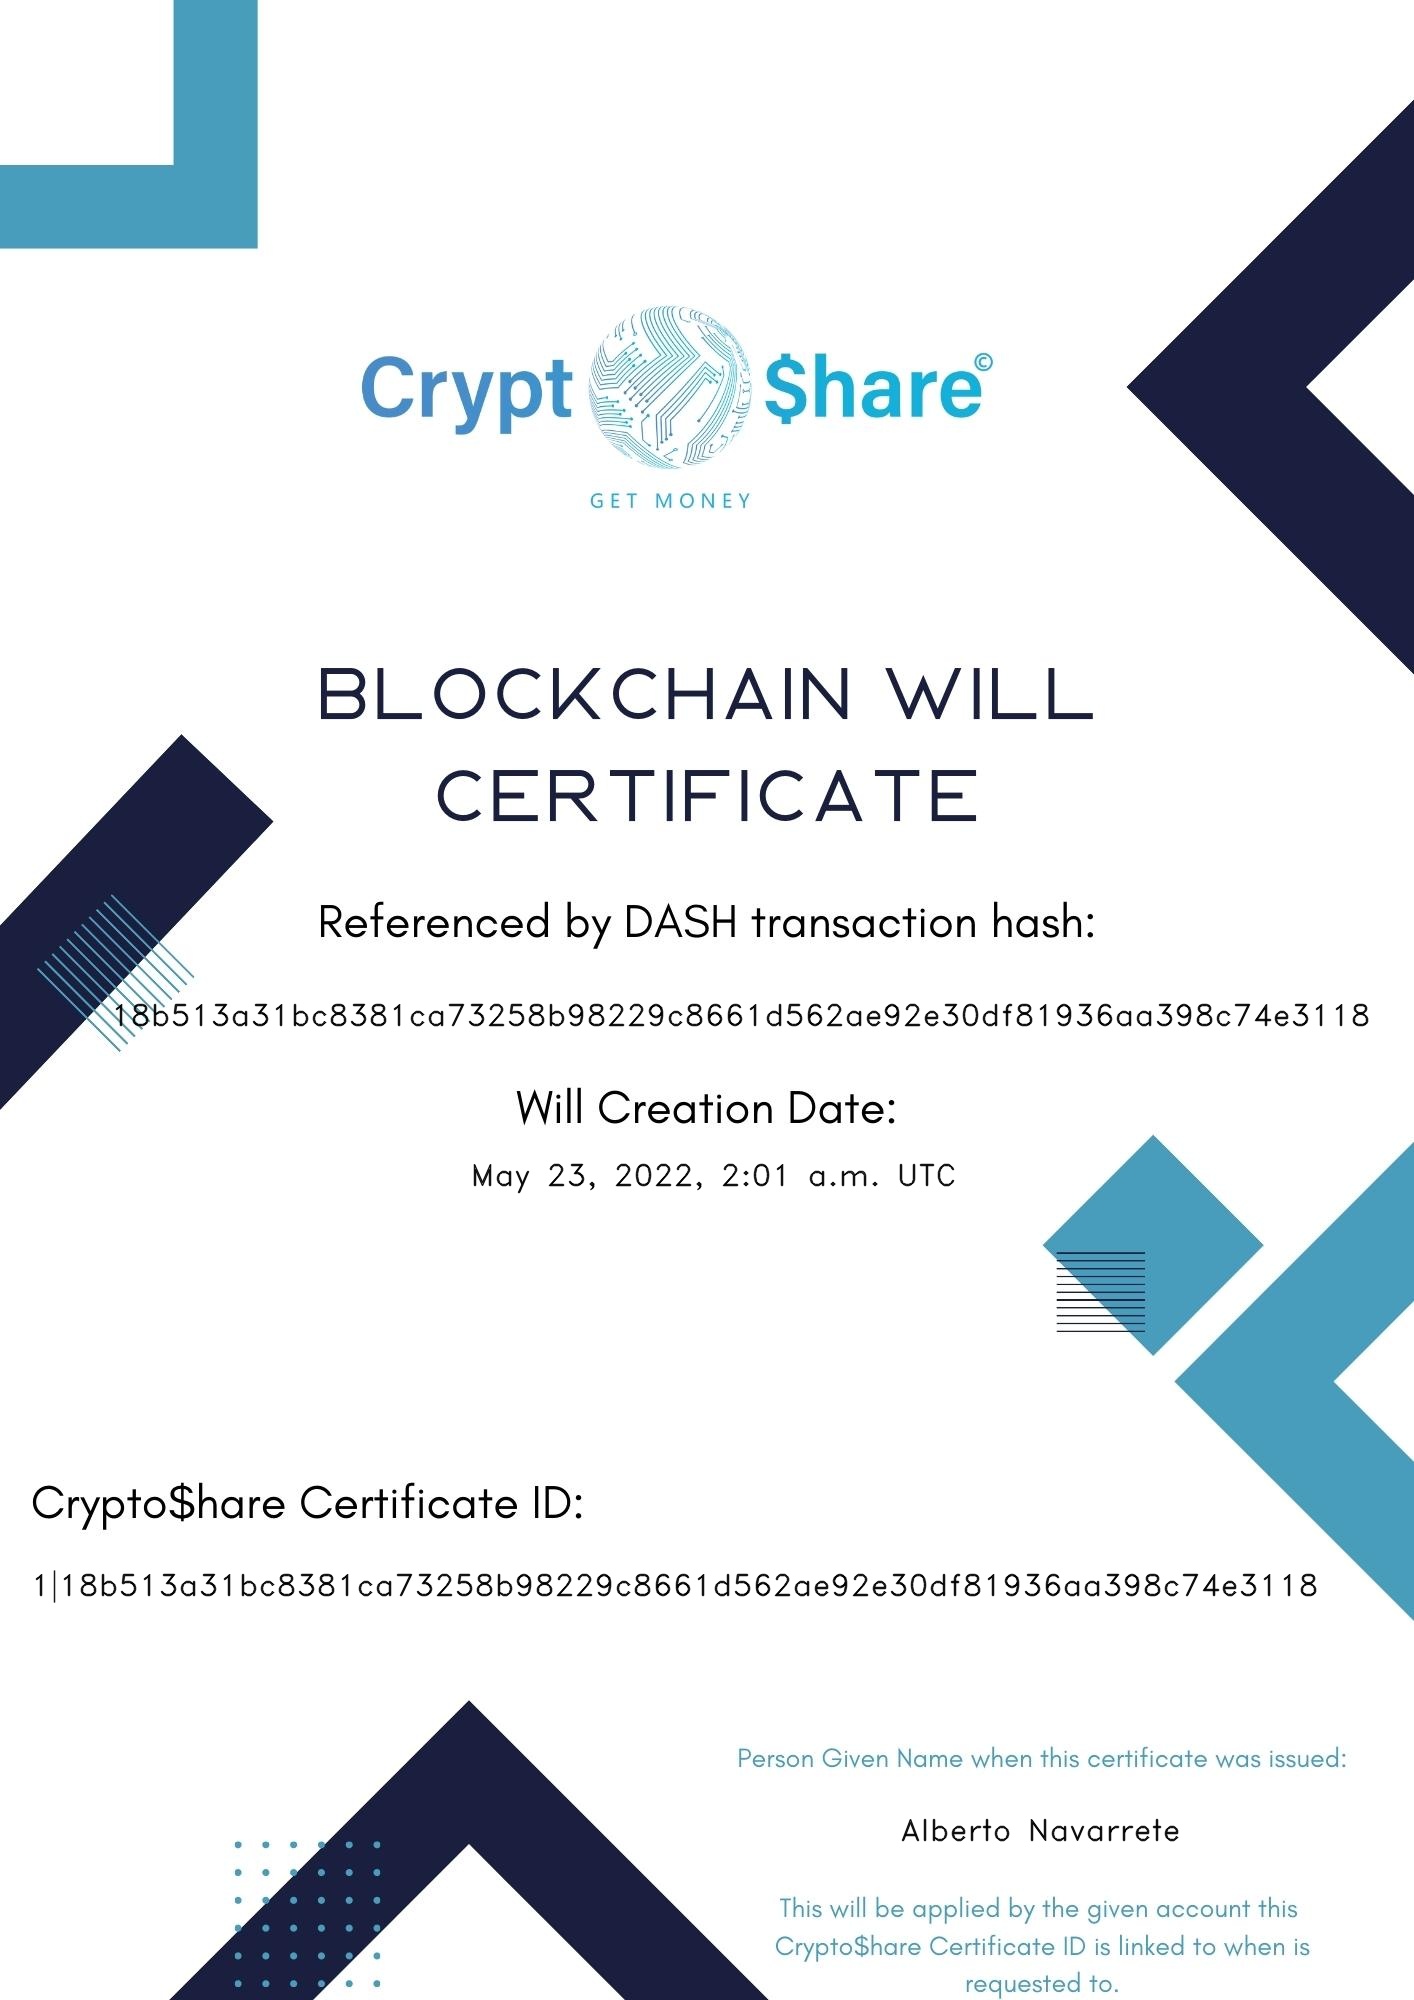 Crypt $hare©
GET MONEY
BLOCKCHAIN WILL
CERTIFICATE
Referenced by DASH transaction hash:
18b513a31bc8381ca73258b98229c8661d562ae92e30df81936aa398c74e3118
Will Creation Date:
May 23, 2022, 2:01 a.m. UTC
Crypto$hare Certificate ID:
1|18b513a31bc8381ca73258b98229c8661d562ae92e30df81936aa398c74e3118
Person Given Name when this certificate was issued:
Alberto Navarrete
This will be applied by the given account this
Crypto$hare Certificate ID is linked to when is
requested to.